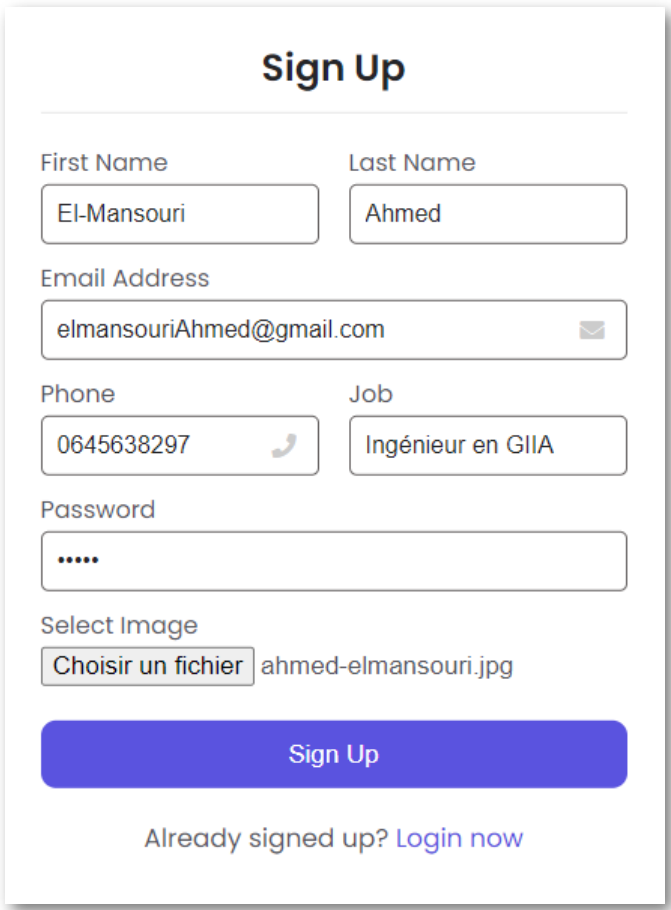 Sign Up
First Name Last Name
El-Mansouri Ahmed
Email Address
elmansouriAhmed@gmail.com
Phone Job
0645638297 Ingénieur en GIIA
Password
•••••
Select Image
Choisir un fichier ahmed-elmansouri.jpg
Sign Up
Already signed up? Login now